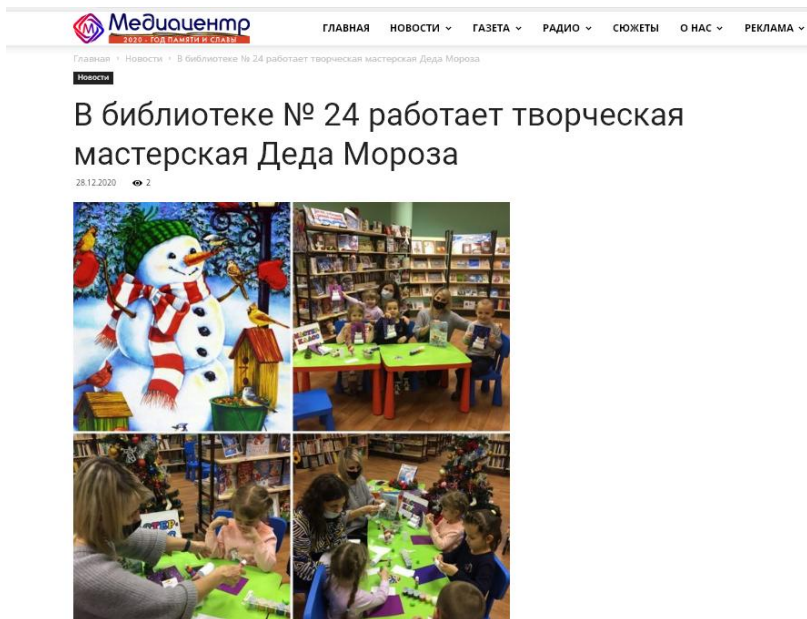 Медиацентр
2020 - ГОД ПАМЯТИ И СЛАВЫ
ГЛАВНАЯ НОВОСТИ ГАЗЕТА РАДИО СЮЖЕТЫ О НАС РЕКЛАМА
Главная Новости В библиотеке № 24 работает творческая мастерская Деда Мороза
Новости
В библиотеке № 24 работает творческая
мастерская Деда Мороза
28.12.2020 2